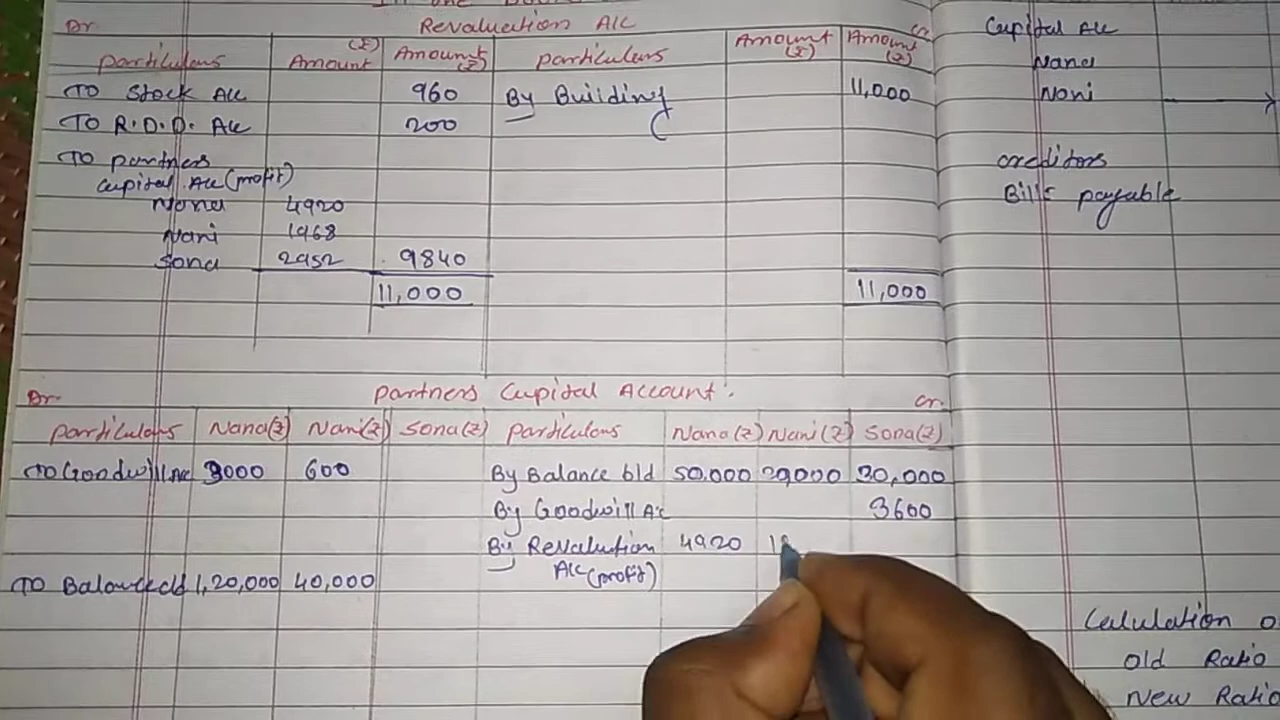 Dr Revaluation A/C Cr
particulars Amount (₹) Amount (₹) particulars Amount (₹) Amount (₹)
TO Stock A/c 960 By Building 11,000
TO R.D.D. A/c 200
TO partners
Capital A/c (profit)
Nana 4920
Nani 1968
Sona 2952 9840
11,000 11,000
Dr. Partners Capital Account. Cr.
particulars Nana(₹) Nani(₹) Sona(₹) Particulars Nana(₹) Nani(₹) Sona(₹)
TO Goodwill A/c 3000 600 By Balance b/d 50,000 30,000
By Goodwill A/c 3600
By Revalution 4920
A/c (profit)
TO Balance c/d 1,20,000 40,000
Capital A/c
Nana
Nani
creditors
Bills payable
Calulation o
Old Ratio
New Ratio